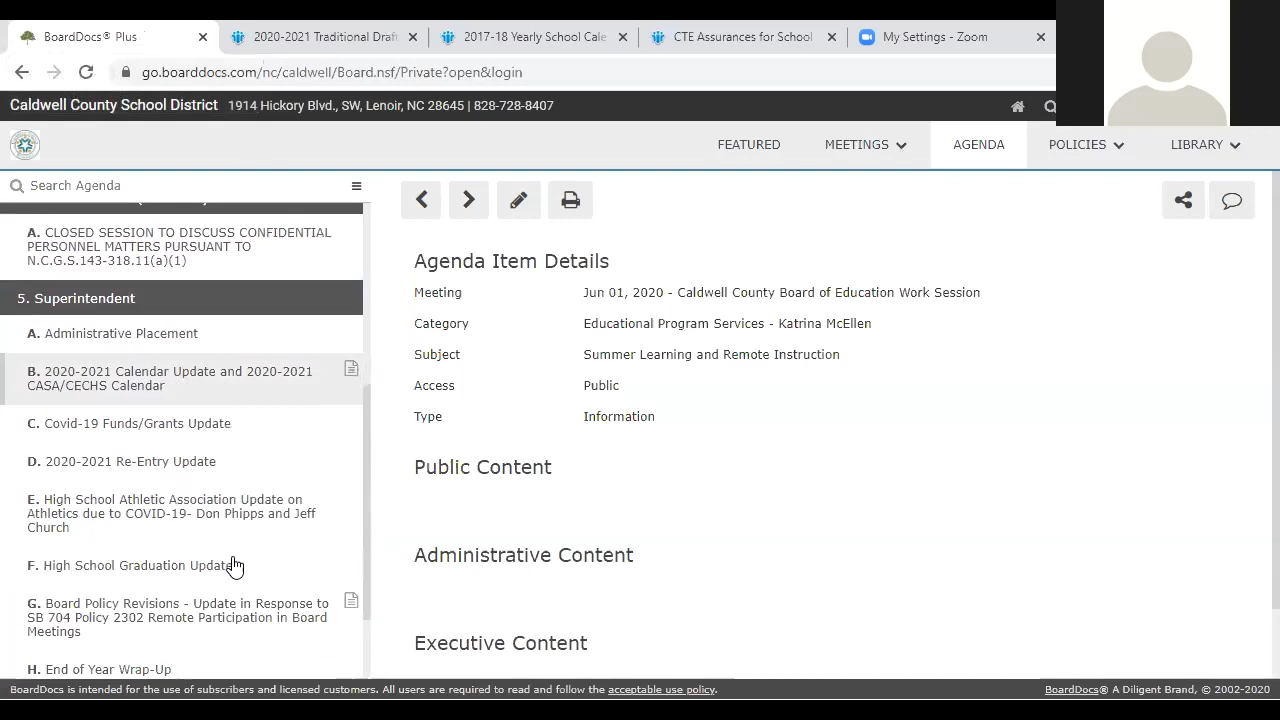 BoardDocs® Plus
2020-2021 Traditional Draft
2017-18 Yearly School Cale
CTE Assurances for School
My Settings - Zoom
go.boarddocs.com/nc/caldwell/Board.nsf/Private?open&login
Caldwell County School District 1914 Hickory Blvd., SW, Lenoir, NC 28645 | 828-728-8407
FEATURED MEETINGS AGENDA POLICIES LIBRARY
Search Agenda
A. CLOSED SESSION TO DISCUSS CONFIDENTIAL
PERSONNEL MATTERS PURSUANT TO
N.C.G.S.143-318.11(a)(1)
5. Superintendent
A. Administrative Placement
B. 2020-2021 Calendar Update and 2020-2021
CASA/CECHS Calendar
C. Covid-19 Funds/Grants Update
D. 2020-2021 Re-Entry Update
E. High School Athletic Association Update on
Athletics due to COVID-19- Don Phipps and Jeff
Church
F. High School Graduation Update
G. Board Policy Revisions - Update in Response to
SB 704 Policy 2302 Remote Participation in Board
Meetings
H. End of Year Wrap-Up
Agenda Item Details
Meeting Jun 01, 2020 - Caldwell County Board of Education Work Session
Category Educational Program Services - Katrina McEllen
Subject Summer Learning and Remote Instruction
Access Public
Type Information
Public Content
Administrative Content
Executive Content
BoardDocs is intended for the use of subscribers and licensed customers. All users are required to read and follow the acceptable use policy.
BoardDocs® A Diligent Brand, © 2002-2020